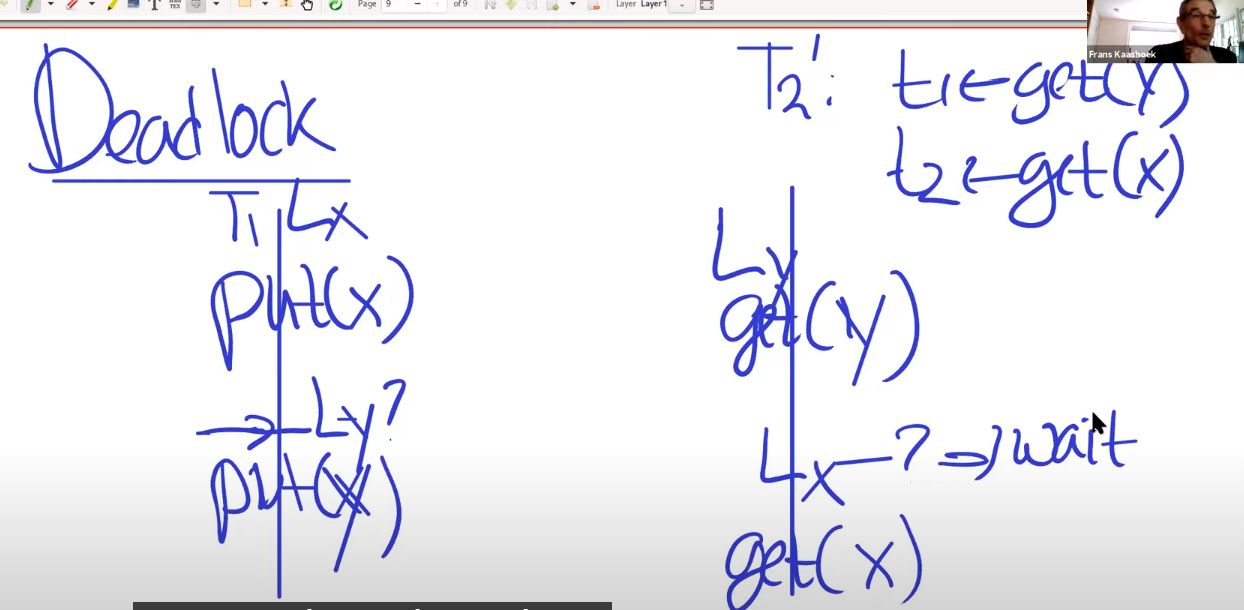 Page 9 of 9 Layer Layer 1
Frans Kaashoek
Deadlock
T2': t1←get(y)
t2←get(x)
T1 Lx
put(x)
Ly?
put(y)
Ly
get(y)
Lx—? ⇒ wait
get(x)